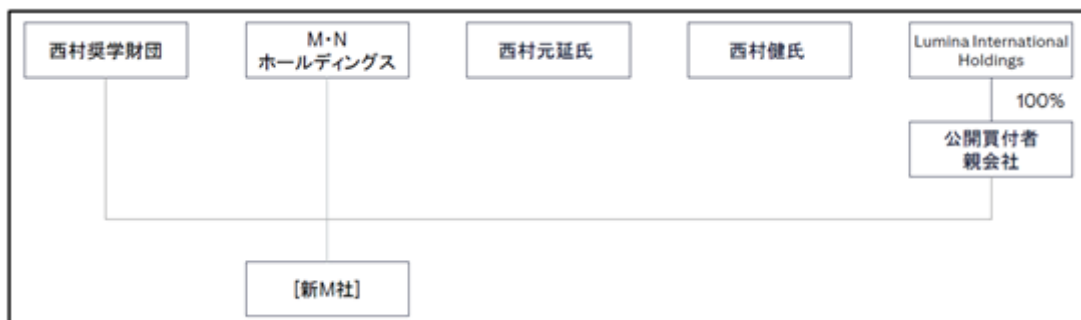 西村奨学財団
M・N
ホールディングス
西村元延氏
西村健氏
Lumina International
Holdings
100%
公開買付者
親会社
[新M社]